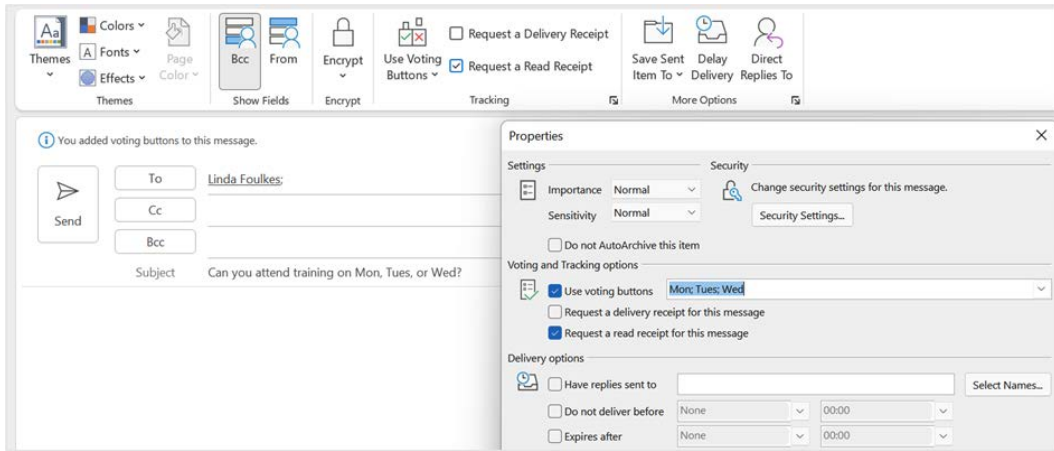 Aa
Themes
Colors
Fonts
Effects
Page
Color
Themes
Bcc
From
Show Fields
Encrypt
Encrypt
Use Voting
Buttons
Request a Delivery Receipt
Request a Read Receipt
Tracking
Save Sent
Item To
Delay
Delivery
Direct
Replies To
More Options
You added voting buttons to this message.
Send
To
Linda Foulkes;
Cc
Bcc
Subject
Can you attend training on Mon, Tues, or Wed?
Properties
Settings
Importance
Normal
Sensitivity
Normal
Do not AutoArchive this item
Security
Change security settings for this message.
Security Settings...
Voting and Tracking options
Use voting buttons
Mon; Tues; Wed
Request a delivery receipt for this message
Request a read receipt for this message
Delivery options
Have replies sent to
Select Names...
Do not deliver before
None
00:00
Expires after
None
00:00